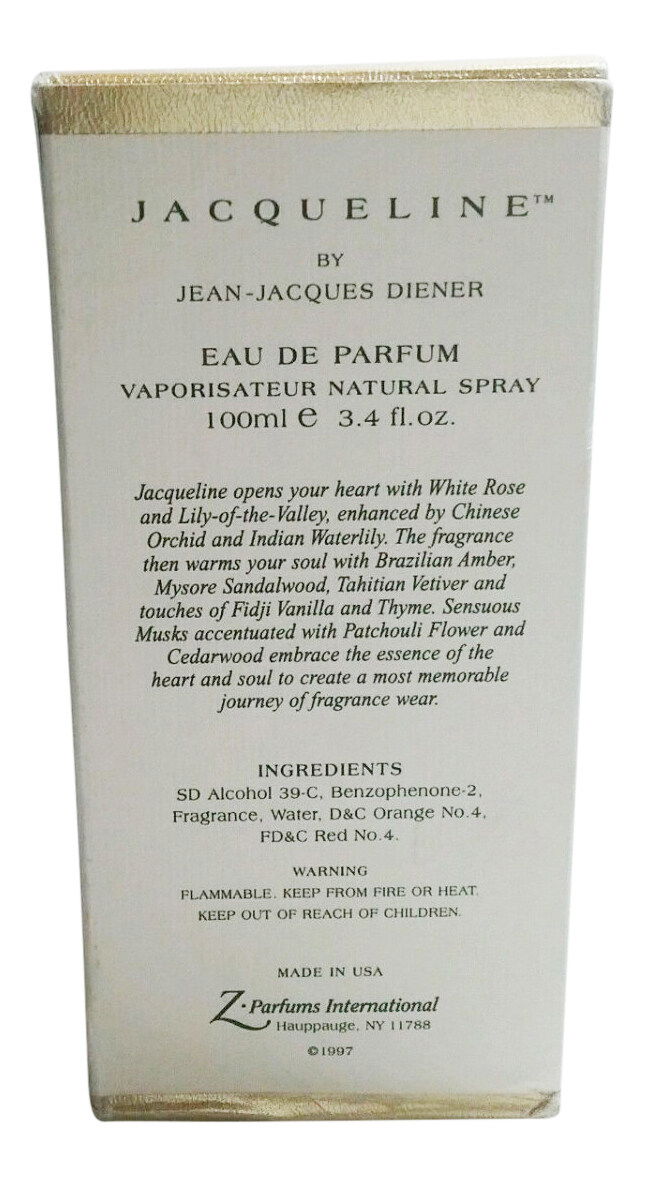 JACQUELINE™
BY
JEAN-JACQUES DIENER
EAU DE PARFUM
VAPORISATEUR NATURAL SPRAY
100ml e 3.4 fl.oz.
Jacqueline opens your heart with White Rose
and Lily-of-the-Valley, enhanced by Chinese
Orchid and Indian Waterlily. The fragrance
then warms your soul with Brazilian Amber,
Mysore Sandalwood, Tahitian Vetiver and
touches of Fidji Vanilla and Thyme. Sensuous
Musks accentuated with Patchouli Flower and
Cedarwood embrace the essence of the
heart and soul to create a most memorable
journey of fragrance wear.
INGREDIENTS
SD Alcohol 39-C, Benzophenone-2,
Fragrance, Water, D&C Orange No.4,
FD&C Red No.4.
WARNING
FLAMMABLE. KEEP FROM FIRE OR HEAT.
KEEP OUT OF REACH OF CHILDREN.
MADE IN USA
Z·Parfums International
Hauppauge, NY 11788
©1997